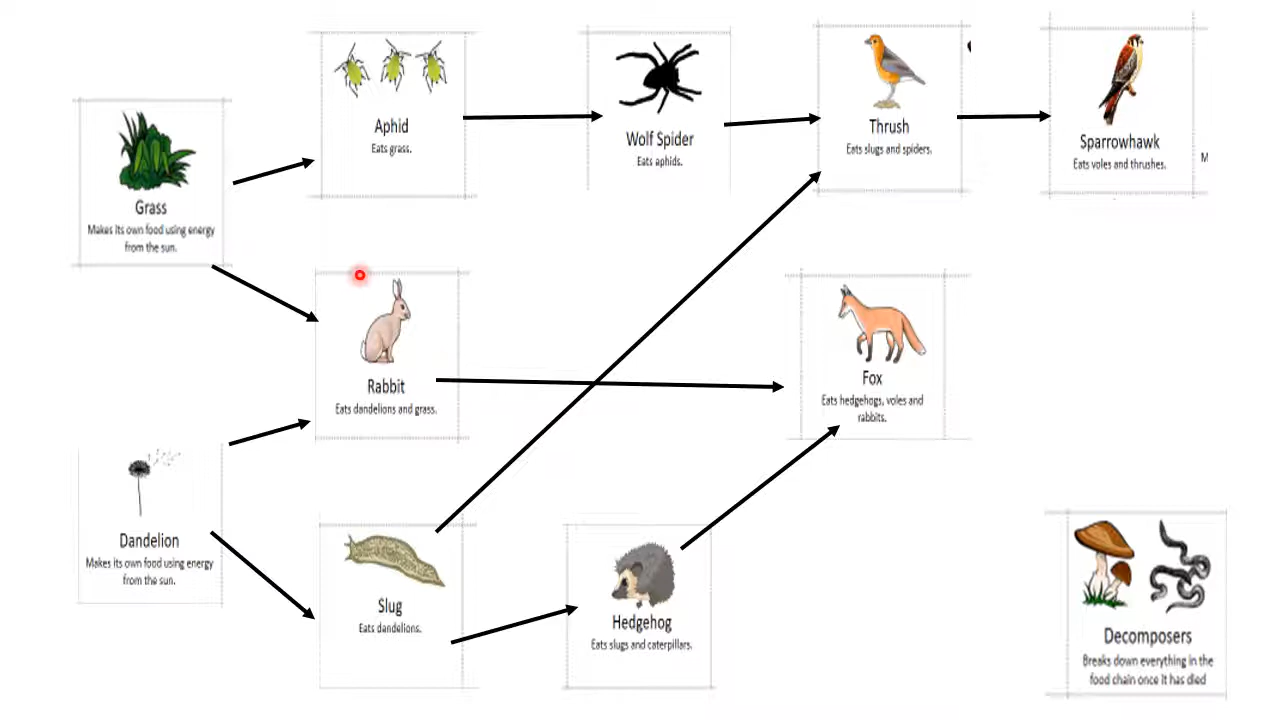 Aphid
Eats grass.
Wolf Spider
Eats aphids.
Thrush
Eats slugs and spiders.
Sparrowhawk
Eats voles and thrushes.
M
Grass
Makes its own food using energy
from the sun.
Rabbit
Eats dandelions and grass.
Fox
Eats hedgehogs, voles and
rabbits.
Dandelion
Makes its own food using energy
from the sun.
Slug
Eats dandelions.
Hedgehog
Eats slugs and caterpillars.
Decomposers
Breaks down everything in the
food chain once it has died